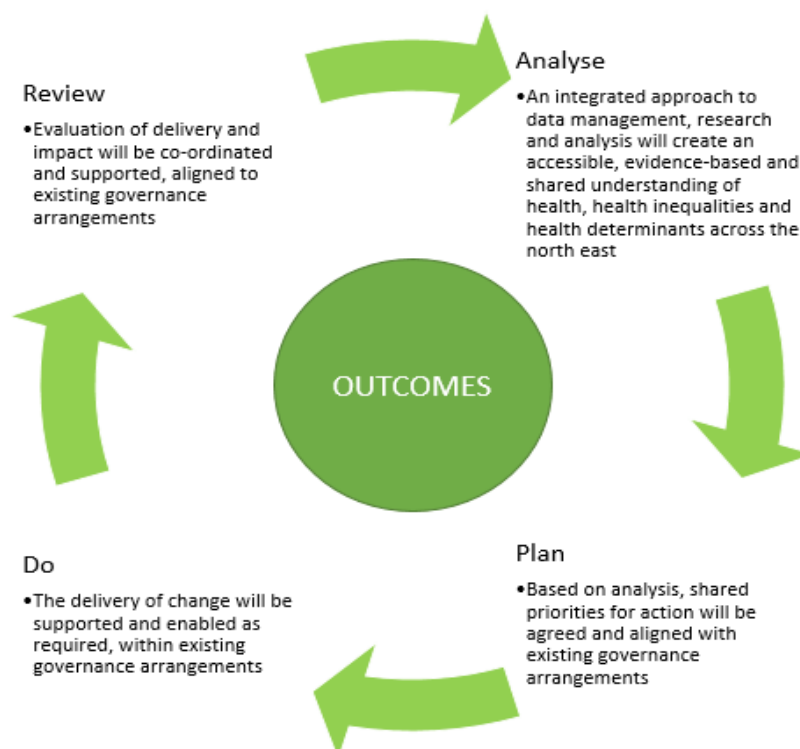 Analyse
•An integrated approach to
data management, research
and analysis will create an
accessible, evidence-based and
shared understanding of
health, health inequalities and
health determinants across the
north east
Plan
•Based on analysis, shared
priorities for action will be
agreed and aligned with
existing governance
arrangements
Do
•The delivery of change will be
supported and enabled as
required, within existing
governance arrangements
Review
•Evaluation of delivery and
impact will be co-ordinated
and supported, aligned to
existing governance
arrangements
OUTCOMES